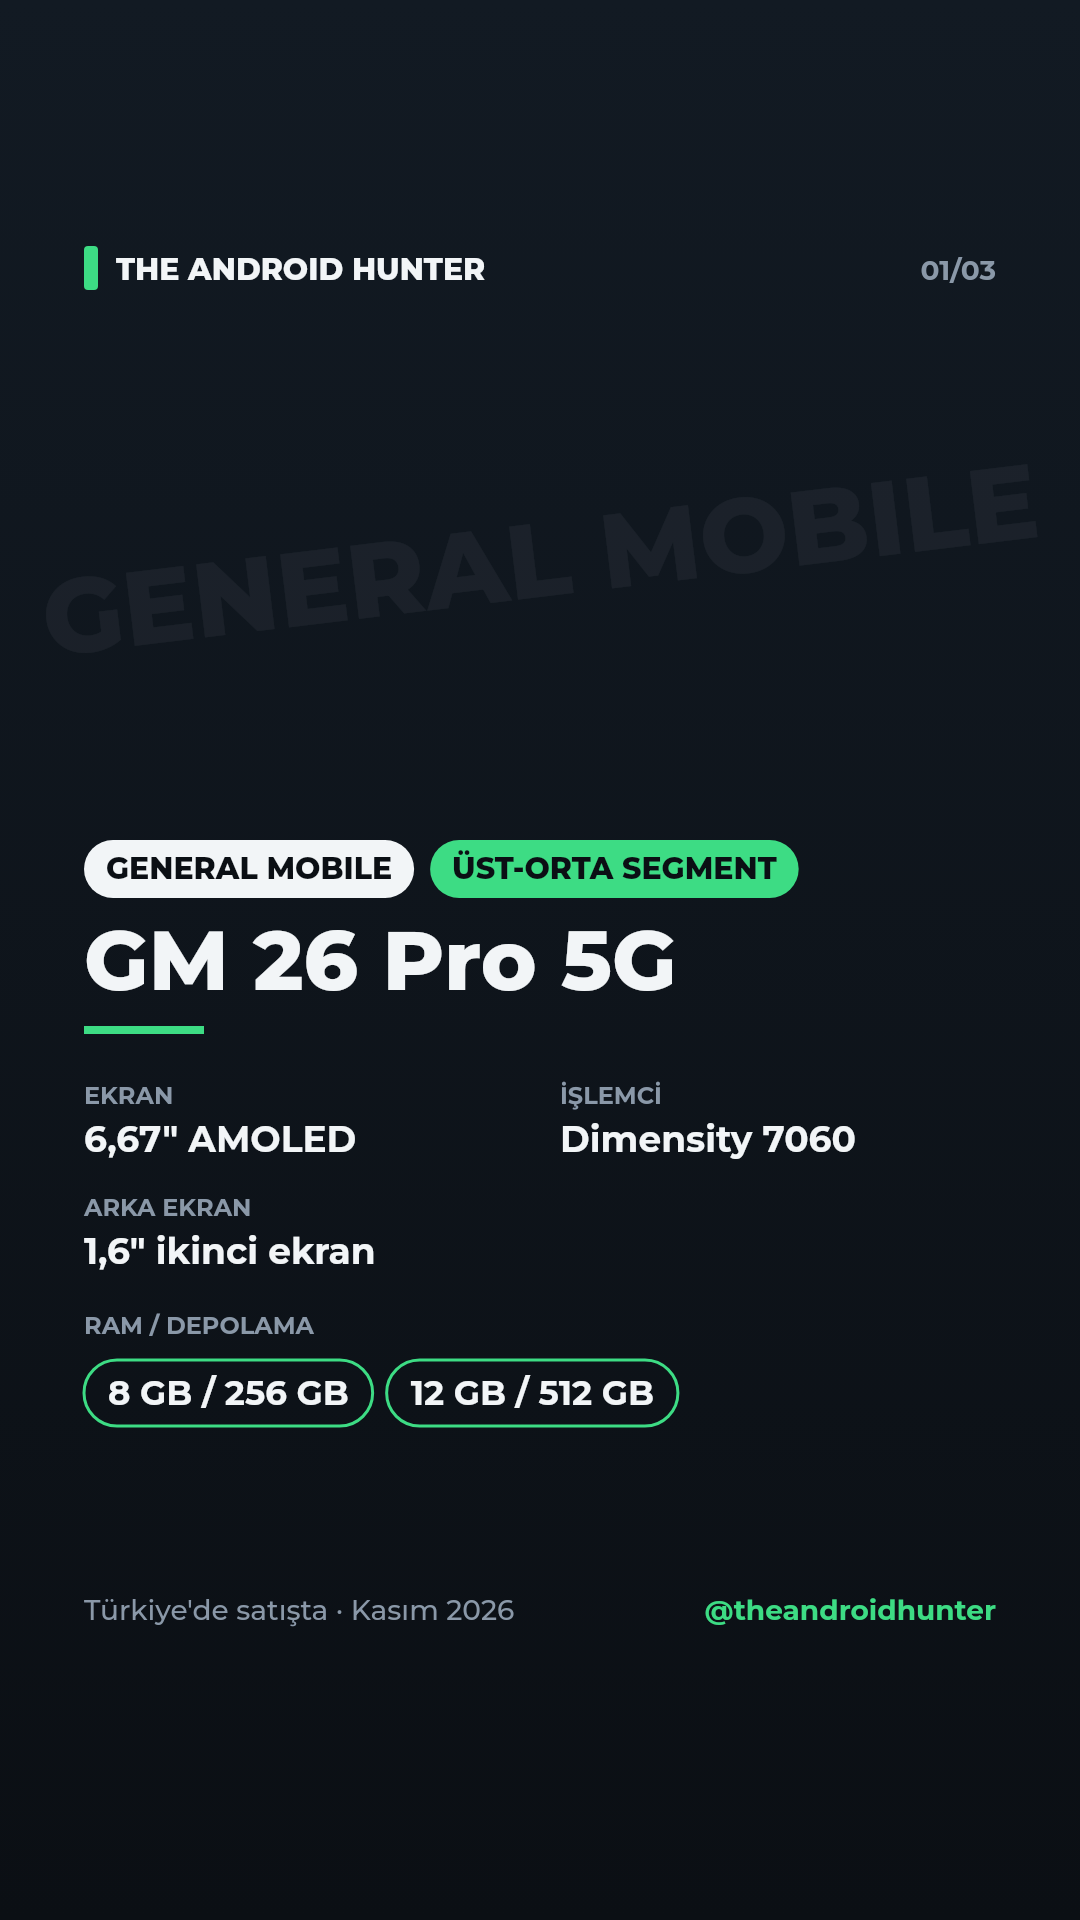 THE ANDROID HUNTER
01/03
GENERAL MOBILE
GENERAL MOBILE
ÜST-ORTA SEGMENT
GM 26 Pro 5G
EKRAN
6,67" AMOLED
İŞLEMCİ
Dimensity 7060
ARKA EKRAN
1,6" ikinci ekran
RAM / DEPOLAMA
8 GB / 256 GB
12 GB / 512 GB
Türkiye'de satışta · Kasım 2026
@theandroidhunter